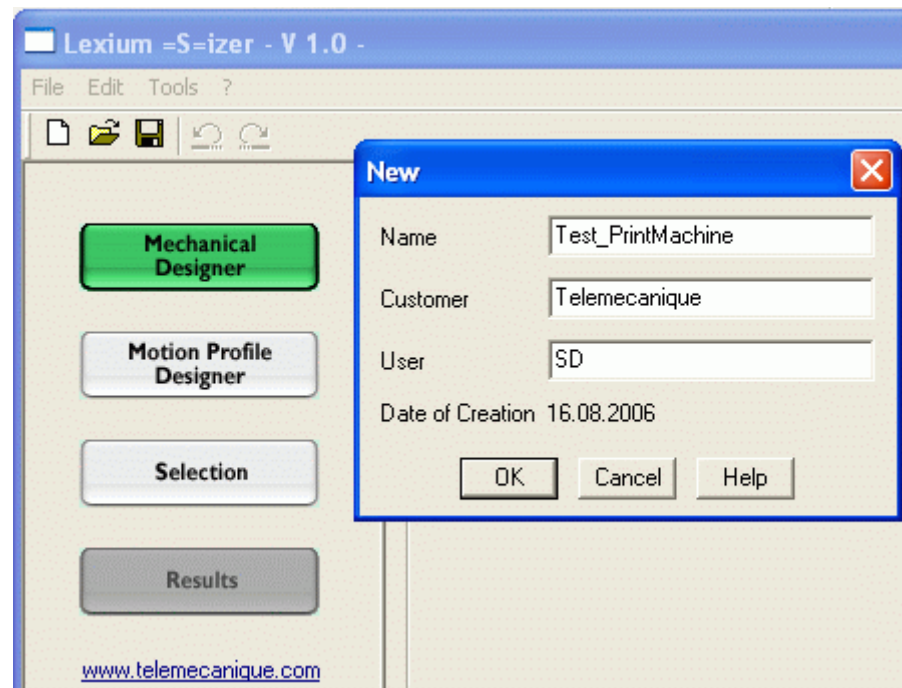 Lexium =S=izer - V 1.0 -
File Edit Tools ?
New
Name Test_PrintMachine
Customer Telemecanique
User SD
Date of Creation 16.08.2006
OK Cancel Help
Mechanical
Designer
Motion Profile
Designer
Selection
Results
www.telemecanique.com